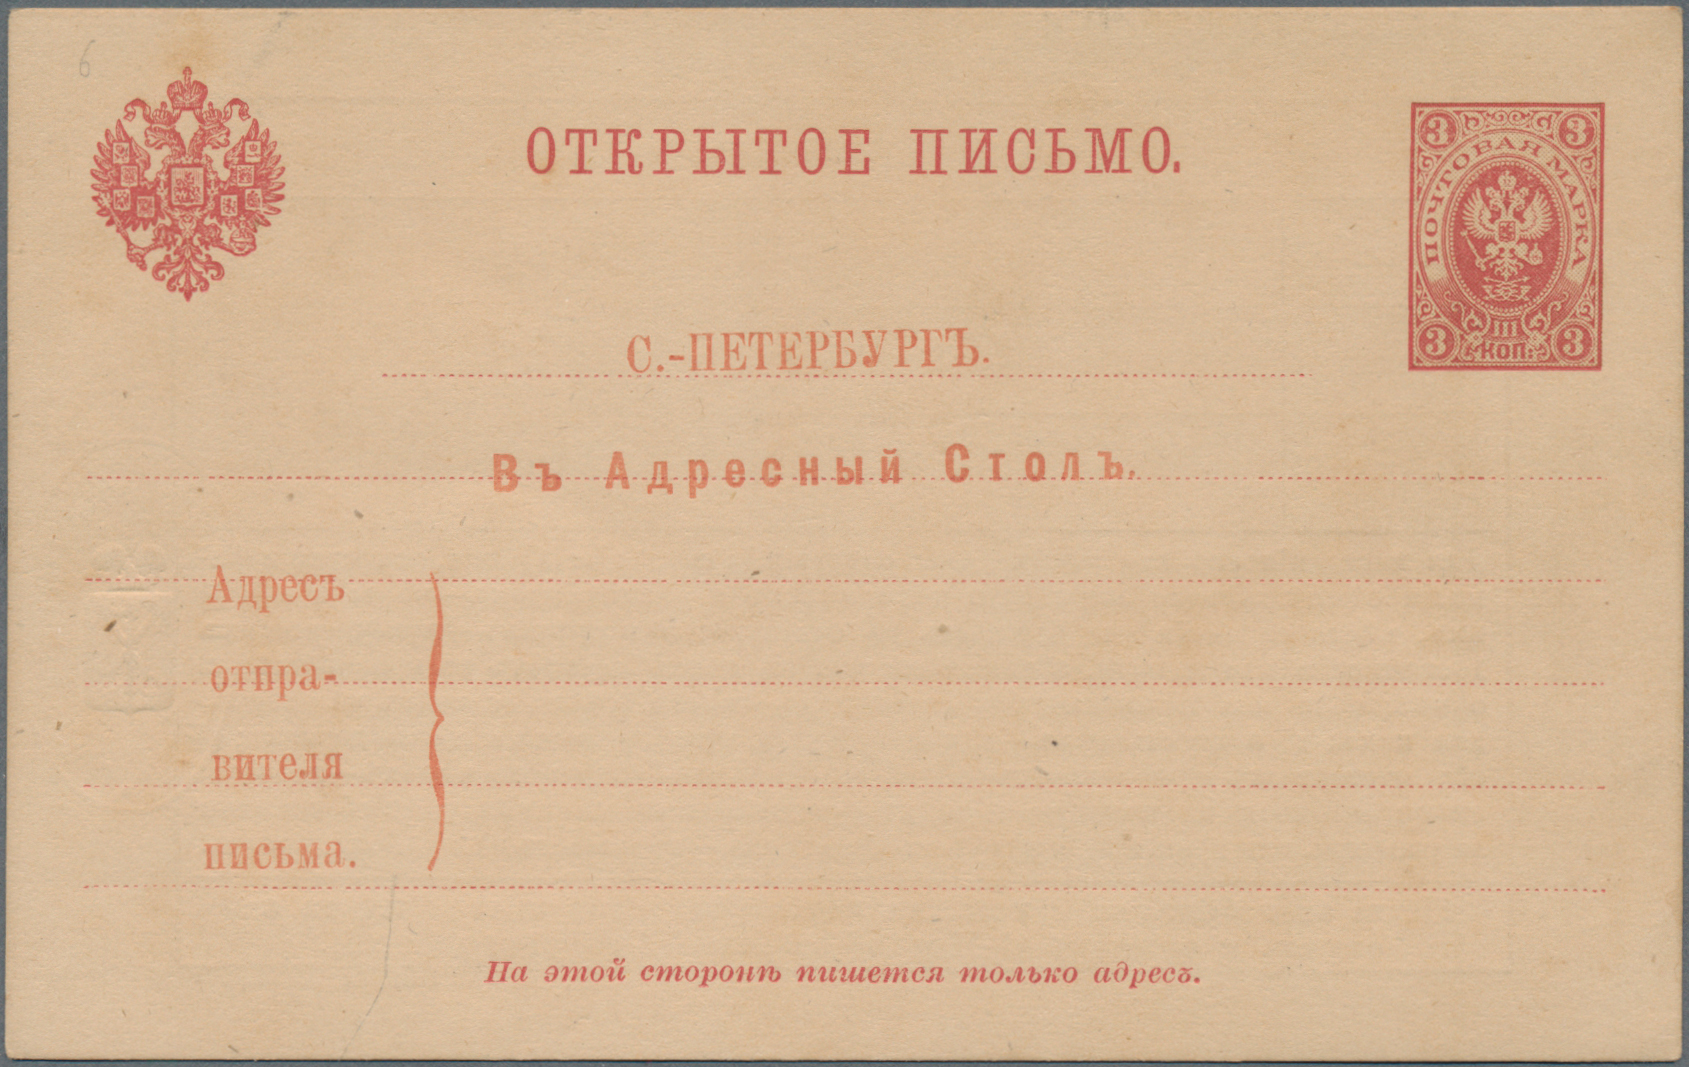 6
ОТКРЫТОЕ ПИСЬМО.
3 3
ПОЧТОВАЯ МАРКА
III
3 КОП. 3
С.-ПЕТЕРБУРГЪ.
Въ Адресный Столъ.
Адресъ
отпра-
вителя
письма.
На этой сторонѣ пишется только адресъ.